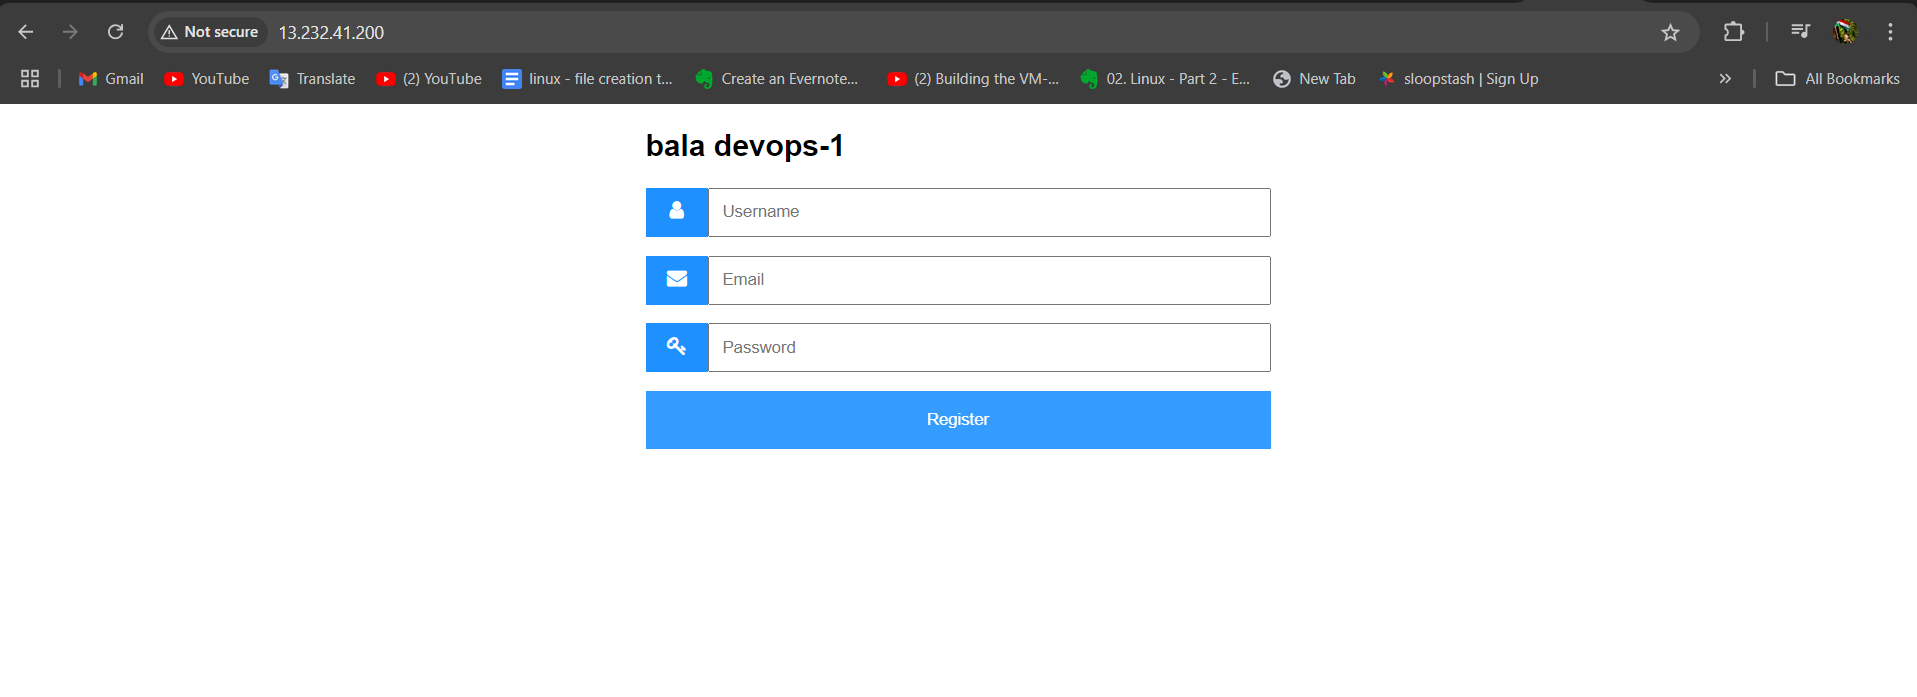 Not secure 13.232.41.200
Gmail YouTube Translate (2) YouTube linux - file creation t... Create an Evernote... (2) Building the VM-... 02. Linux - Part 2 - E... New Tab sloopstash | Sign Up » All Bookmarks
bala devops-1
Username
Email
Password
Register